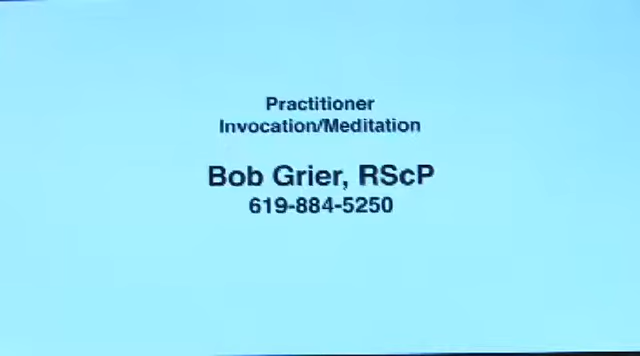 Practitioner
Invocation/Meditation
Bob Grier, RScP
619-884-5250